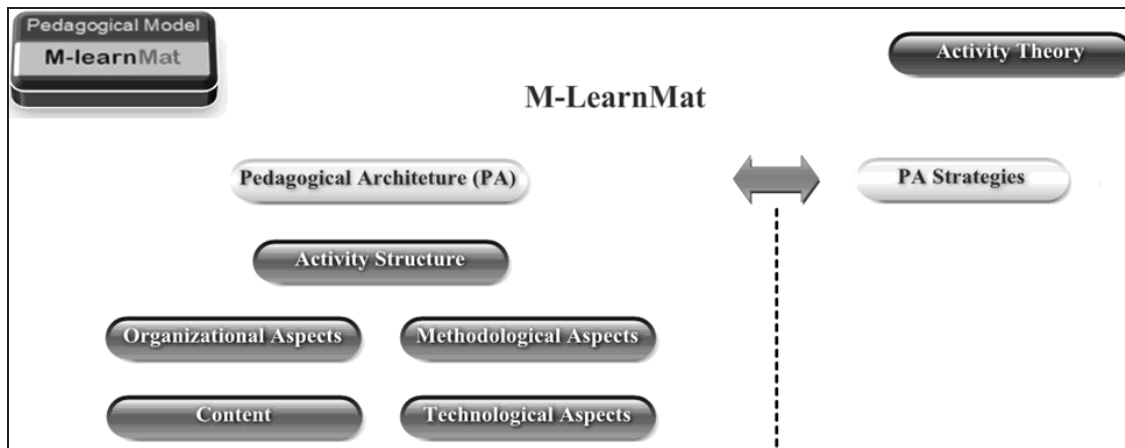 Pedagogical Model
M-learnMat
Activity Theory
M-LearnMat
Pedagogical Architeture (PA)
PA Strategies
Activity Structure
Organizational Aspects
Methodological Aspects
Content
Technological Aspects